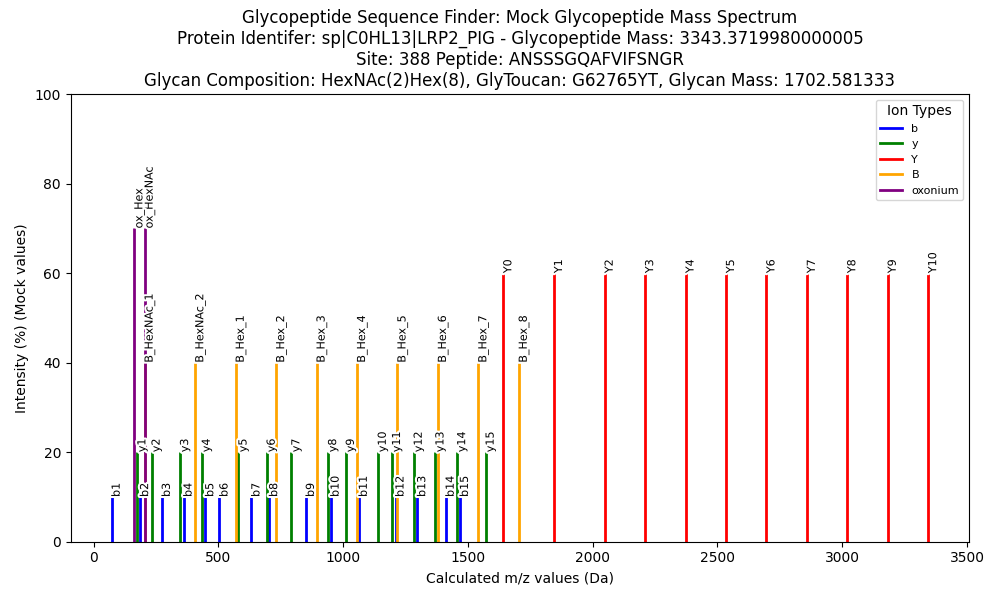 Glycopeptide Sequence Finder: Mock Glycopeptide Mass Spectrum
Protein Identifer: sp|C0HL13|LRP2_PIG - Glycopeptide Mass: 3343.3719980000005
Site: 388 Peptide: ANSSSGQAFVIFSNGR
Glycan Composition: HexNAc(2)Hex(8), GlyToucan: G62765YT, Glycan Mass: 1702.581333
Intensity (%) (Mock values)
100
80
60
40
20
0
Ion Types
b
y
Y
B
oxonium
ox_Hex
ox_HexNAc
Y0
Y1
Y2
Y3
Y4
Y5
Y6
Y7
Y8
Y9
Y10
B_HexNAc_1
B_HexNAc_2
B_Hex_1
B_Hex_2
B_Hex_3
B_Hex_4
B_Hex_5
B_Hex_6
B_Hex_7
B_Hex_8
y1
y2
y3
y4
y5
y6
y7
y8
y9
y10
y11
y12
y13
y14
y15
b1
b2
b3
b4
b5
b6
b7
b8
b9
b10
b11
b12
b13
b14
b15
0
500
1000
1500
2000
2500
3000
3500
Calculated m/z values (Da)